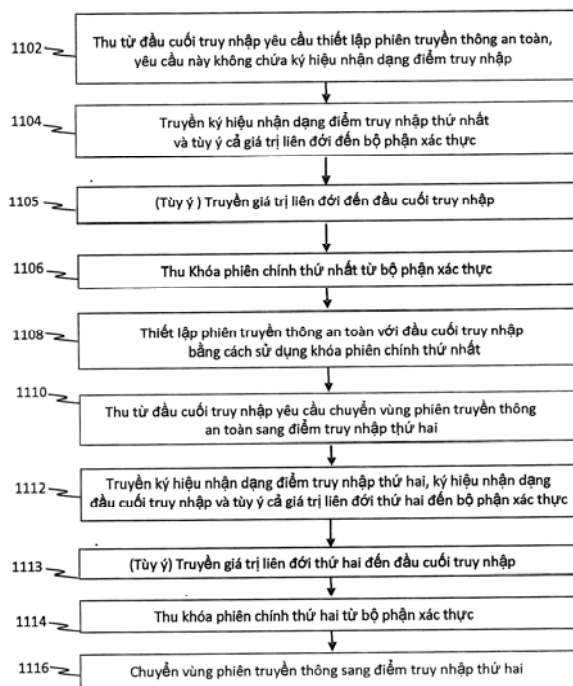 1102
Thu từ đầu cuối truy nhập yêu cầu thiết lập phiên truyền thông an toàn,
yêu cầu này không chứa ký hiệu nhận dạng điểm truy nhập
1104
Truyền ký hiệu nhận dạng điểm truy nhập thứ nhất
và tùy ý cả giá trị liên đới đến bộ phận xác thực
1105
(Tùy ý ) Truyền giá trị liên đới đến đầu cuối truy nhập
1106
Thu Khóa phiên chính thứ nhất từ bộ phận xác thực
1108
Thiết lập phiên truyền thông an toàn với đầu cuối truy nhập
bằng cách sử dụng khóa phiên chính thứ nhất
1110
Thu từ đầu cuối truy nhập yêu cầu chuyển vùng phiên truyền thông
an toàn sang điểm truy nhập thứ hai
1112
Truyền ký hiệu nhận dạng điểm truy nhập thứ hai, ký hiệu nhận dạng
đầu cuối truy nhập và tùy ý cả giá trị liên đới thứ hai đến bộ phận xác thực
1113
(Tùy ý) Truyền giá trị liên đới thứ hai đến đầu cuối truy nhập
1114
Thu khóa phiên chính thứ hai từ bộ phận xác thực
1116
Chuyển vùng phiên truyền thông sang điểm truy nhập thứ hai